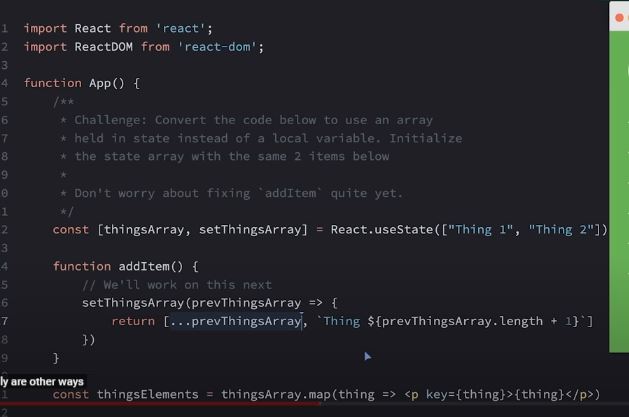 1 import React from 'react';
2 import ReactDOM from 'react-dom';
3
4 function App() {
5 /**
6 * Challenge: Convert the code below to use an array
7 * held in state instead of a local variable. Initialize
8 * the state array with the same 2 items below
9 *
0 * Don't worry about fixing `addItem` quite yet.
1 */
2 const [thingsArray, setThingsArray] = React.useState(["Thing 1", "Thing 2"])
3
4 function addItem() {
5 // We'll work on this next
6 setThingsArray(prevThingsArray => {
7 return [...prevThingsArray, `Thing ${prevThingsArray.length + 1}`]
8 })
9 }
ly are other ways
1 const thingsElements = thingsArray.map(thing => <p key={thing}>{thing}</p>)
2